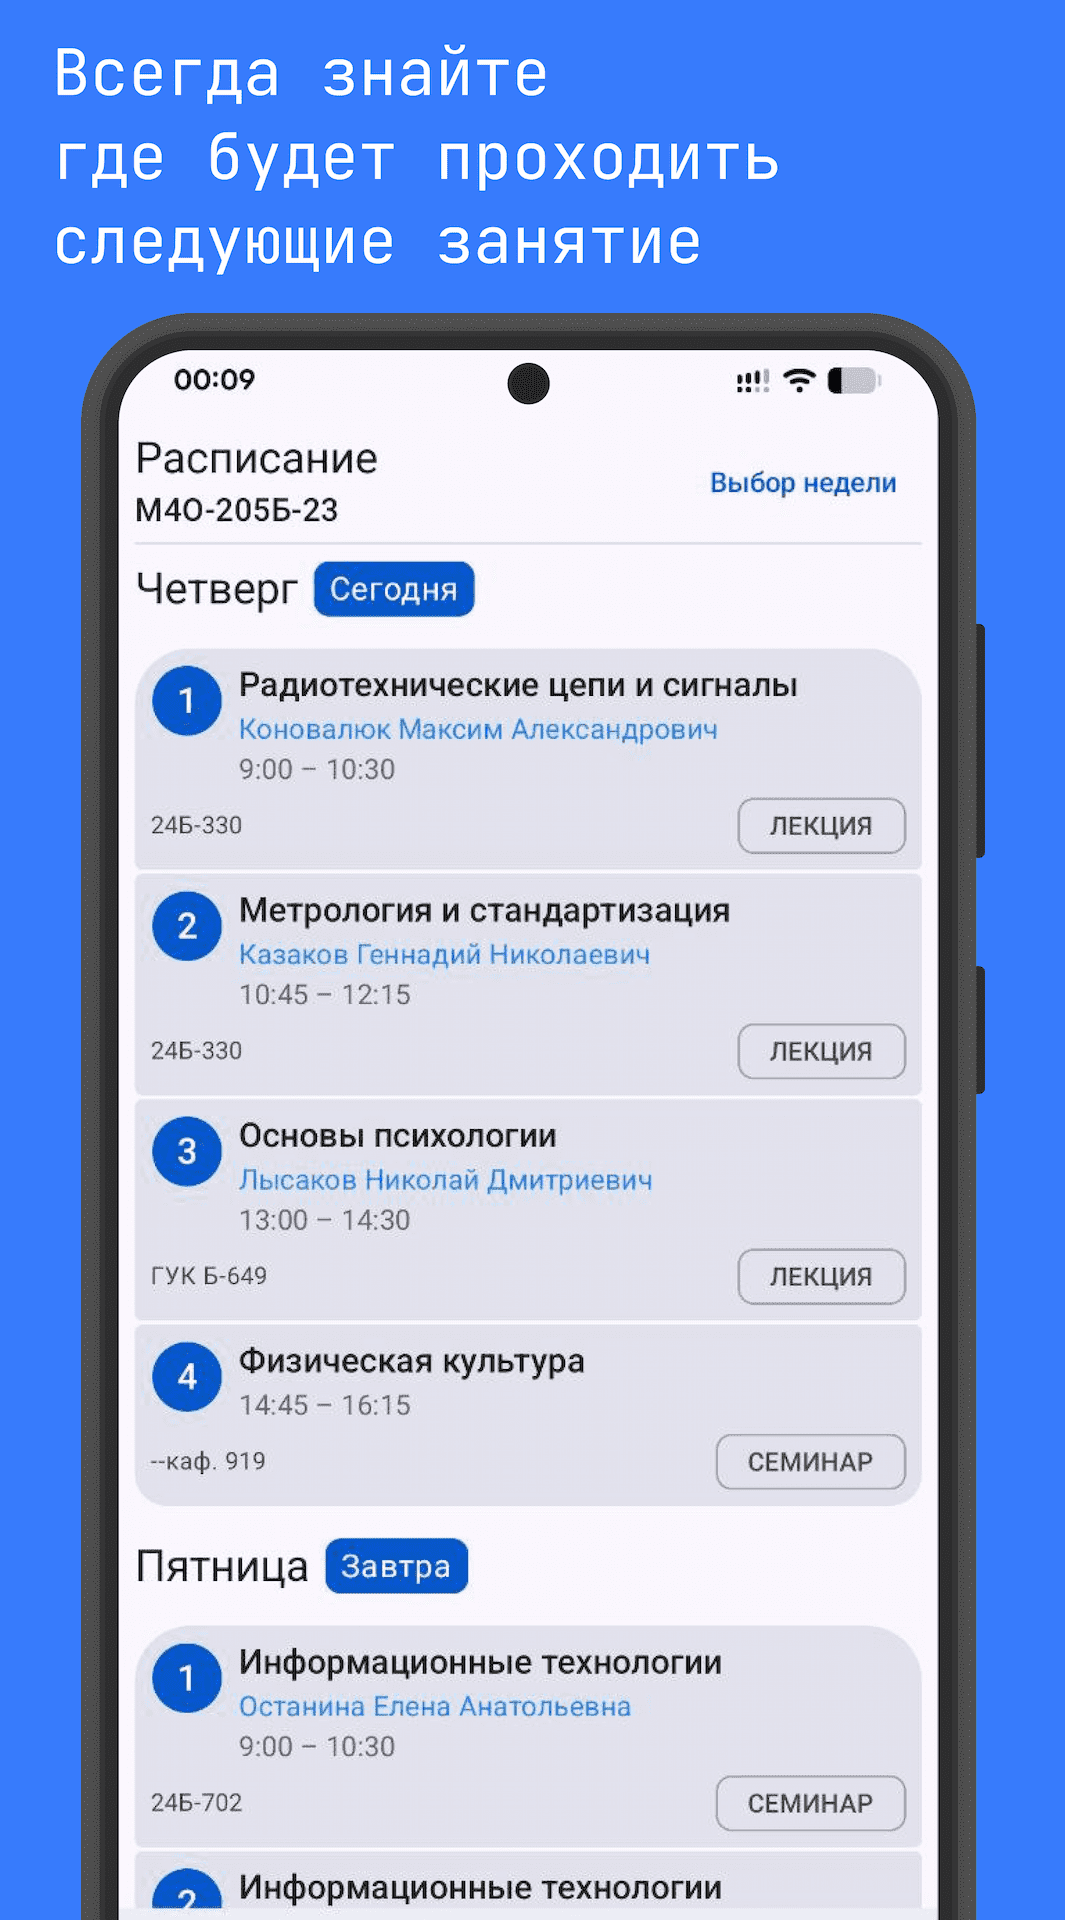 Всегда знайте
где будет проходить
следующие занятие
00:09
Расписание
М4О-205Б-23
Выбор недели
Четверг
Сегодня
1
Радиотехнические цепи и сигналы
Коновалюк Максим Александрович
9:00 – 10:30
24Б-330
ЛЕКЦИЯ
2
Метрология и стандартизация
Казаков Геннадий Николаевич
10:45 – 12:15
24Б-330
ЛЕКЦИЯ
3
Основы психологии
Лысаков Николай Дмитриевич
13:00 – 14:30
ГУК Б-649
ЛЕКЦИЯ
4
Физическая культура
14:45 – 16:15
--каф. 919
СЕМИНАР
Пятница
Завтра
1
Информационные технологии
Останина Елена Анатольевна
9:00 – 10:30
24Б-702
СЕМИНАР
2
Информационные технологии